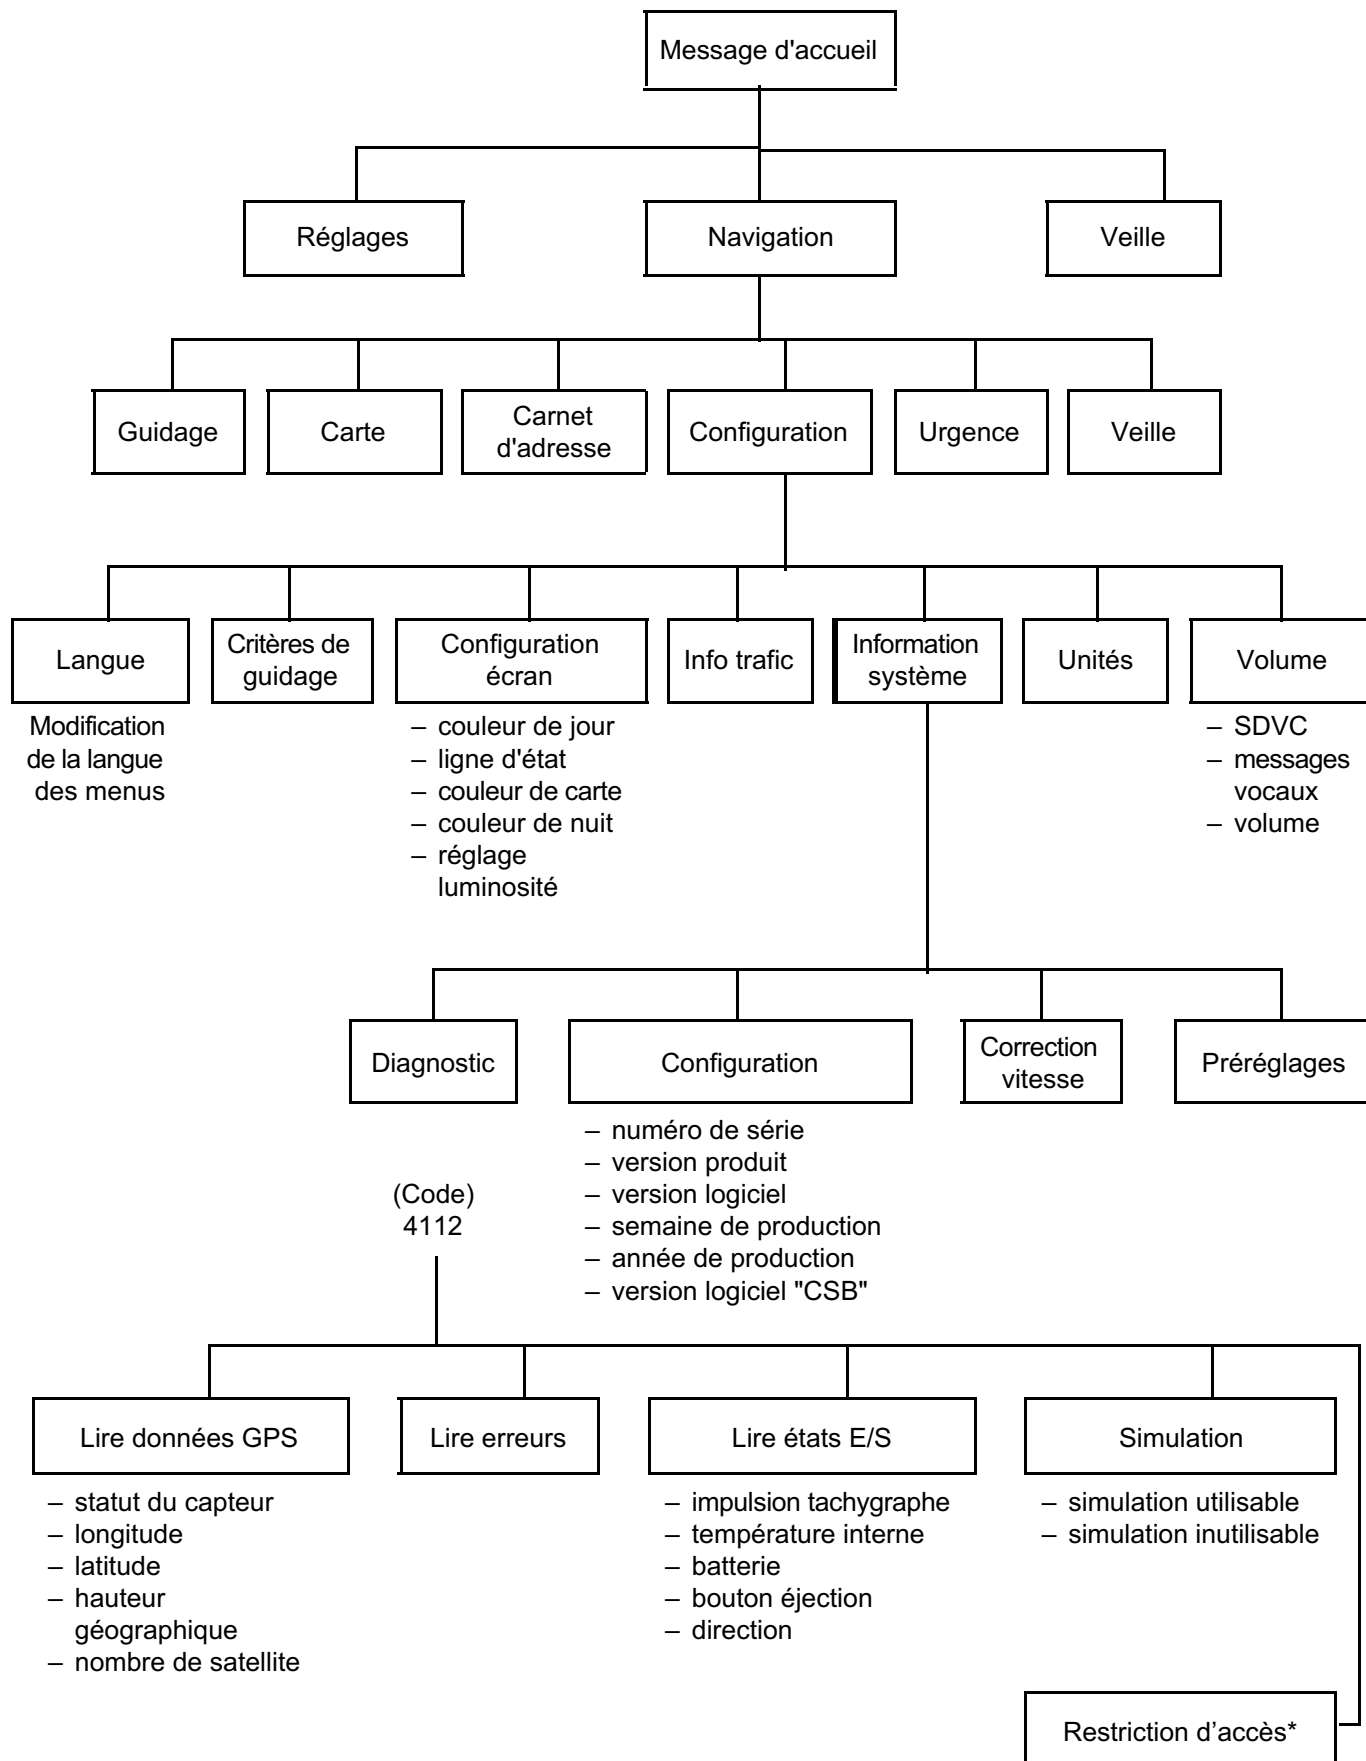 Message d'accueil
Réglages
Navigation
Veille
Guidage
Carte
Carnet
d'adresse
Configuration
Urgence
Veille
Langue
Critères de
guidage
Configuration
écran
Info trafic
Information
système
Unités
Volume
Modification
de la langue
des menus
– couleur de jour
– ligne d'état
– couleur de carte
– couleur de nuit
– réglage
luminosité
– SDVC
– messages
vocaux
– volume
Diagnostic
Configuration
Correction
vitesse
Préréglages
(Code)
4112
– numéro de série
– version produit
– version logiciel
– semaine de production
– année de production
– version logiciel "CSB"
Lire données GPS
Lire erreurs
Lire états E/S
Simulation
– statut du capteur
– longitude
– latitude
– hauteur
géographique
– nombre de satellite
– impulsion tachygraphe
– température interne
– batterie
– bouton éjection
– direction
– simulation utilisable
– simulation inutilisable
Restriction d’accès*